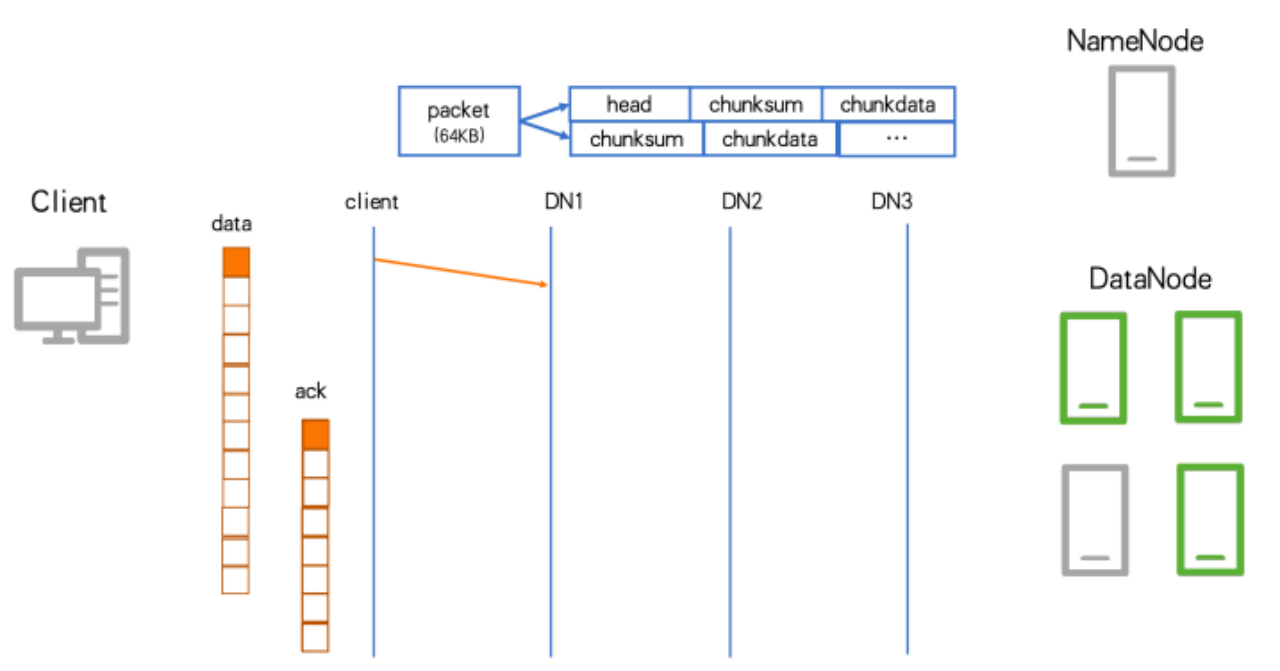 NameNode
packet
(64KB)
head chunksum chunkdata
chunksum chunkdata ...
Client
client DN1 DN2 DN3
data
DataNode
ack